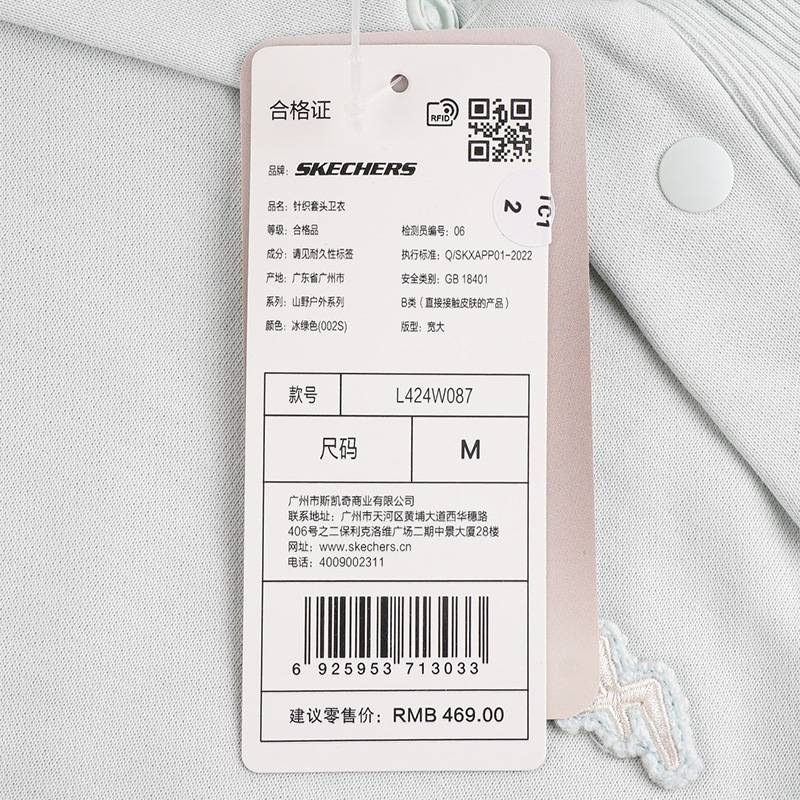 合格证
RFID
品牌: SKECHERS
TC1
2
品名: 针织套头卫衣
等级: 合格品
检测员编号: 06
成分: 请见耐久性标签
执行标准: Q/SKXAPP01-2022
产地: 广东省广州市
安全类别: GB 18401
系列: 山野户外系列
B类 (直接接触皮肤的产品)
颜色: 冰绿色(002S)
版型: 宽大
款号 L424W087
尺码 M
广州市斯凯奇商业有限公司
联系地址: 广州市天河区黄埔大道西华穗路
406号之二保利克洛维广场二期中景大厦28楼
网址: www.skechers.cn
电话: 4009002311
6 925953 713033
建议零售价: RMB 469.00